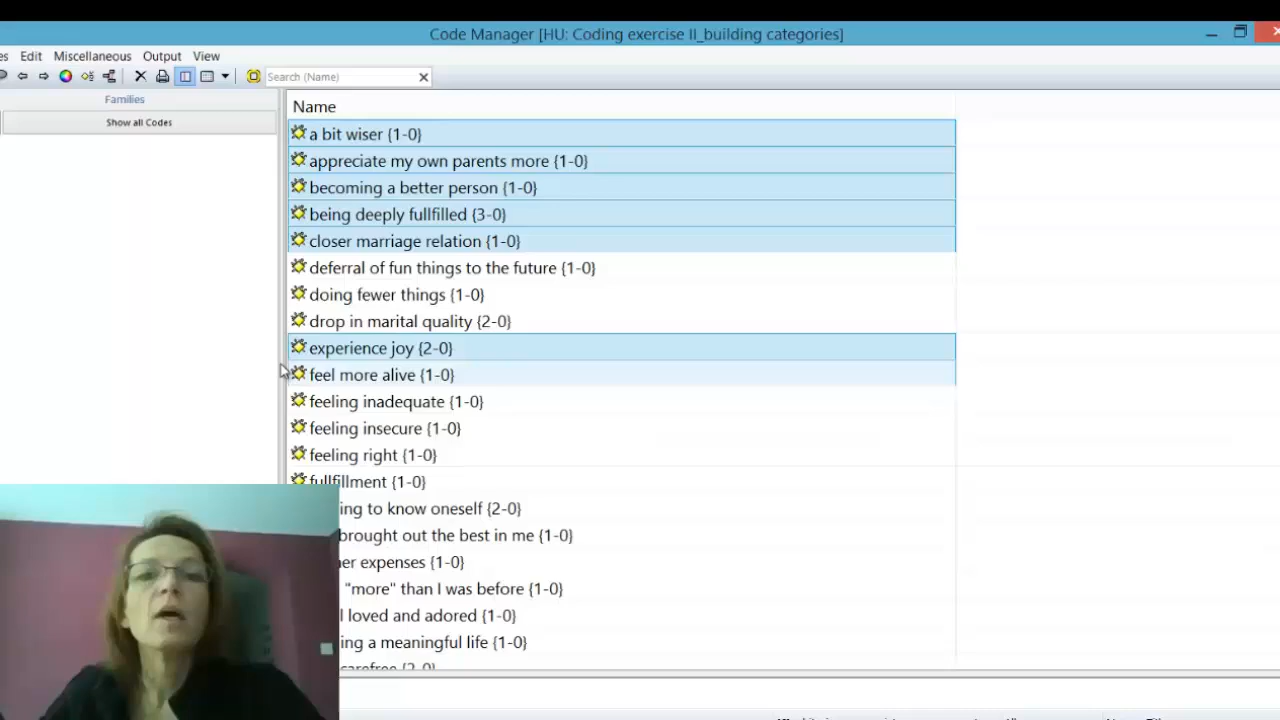 Code Manager [HU: Coding exercise II_building categories]
es Edit Miscellaneous Output View
Search (Name)
Families
Show all Codes
Name
a bit wiser {1-0}
appreciate my own parents more {1-0}
becoming a better person {1-0}
being deeply fullfilled {3-0}
closer marriage relation {1-0}
deferral of fun things to the future {1-0}
doing fewer things {1-0}
drop in marital quality {2-0}
experience joy {2-0}
feel more alive {1-0}
feeling inadequate {1-0}
feeling insecure {1-0}
feeling right {1-0}
fullfillment {1-0}
ing to know oneself {2-0}
brought out the best in me {1-0}
her expenses {1-0}
"more" than I was before {1-0}
l loved and adored {1-0}
ing a meaningful life {1-0}
carefree {2-0}